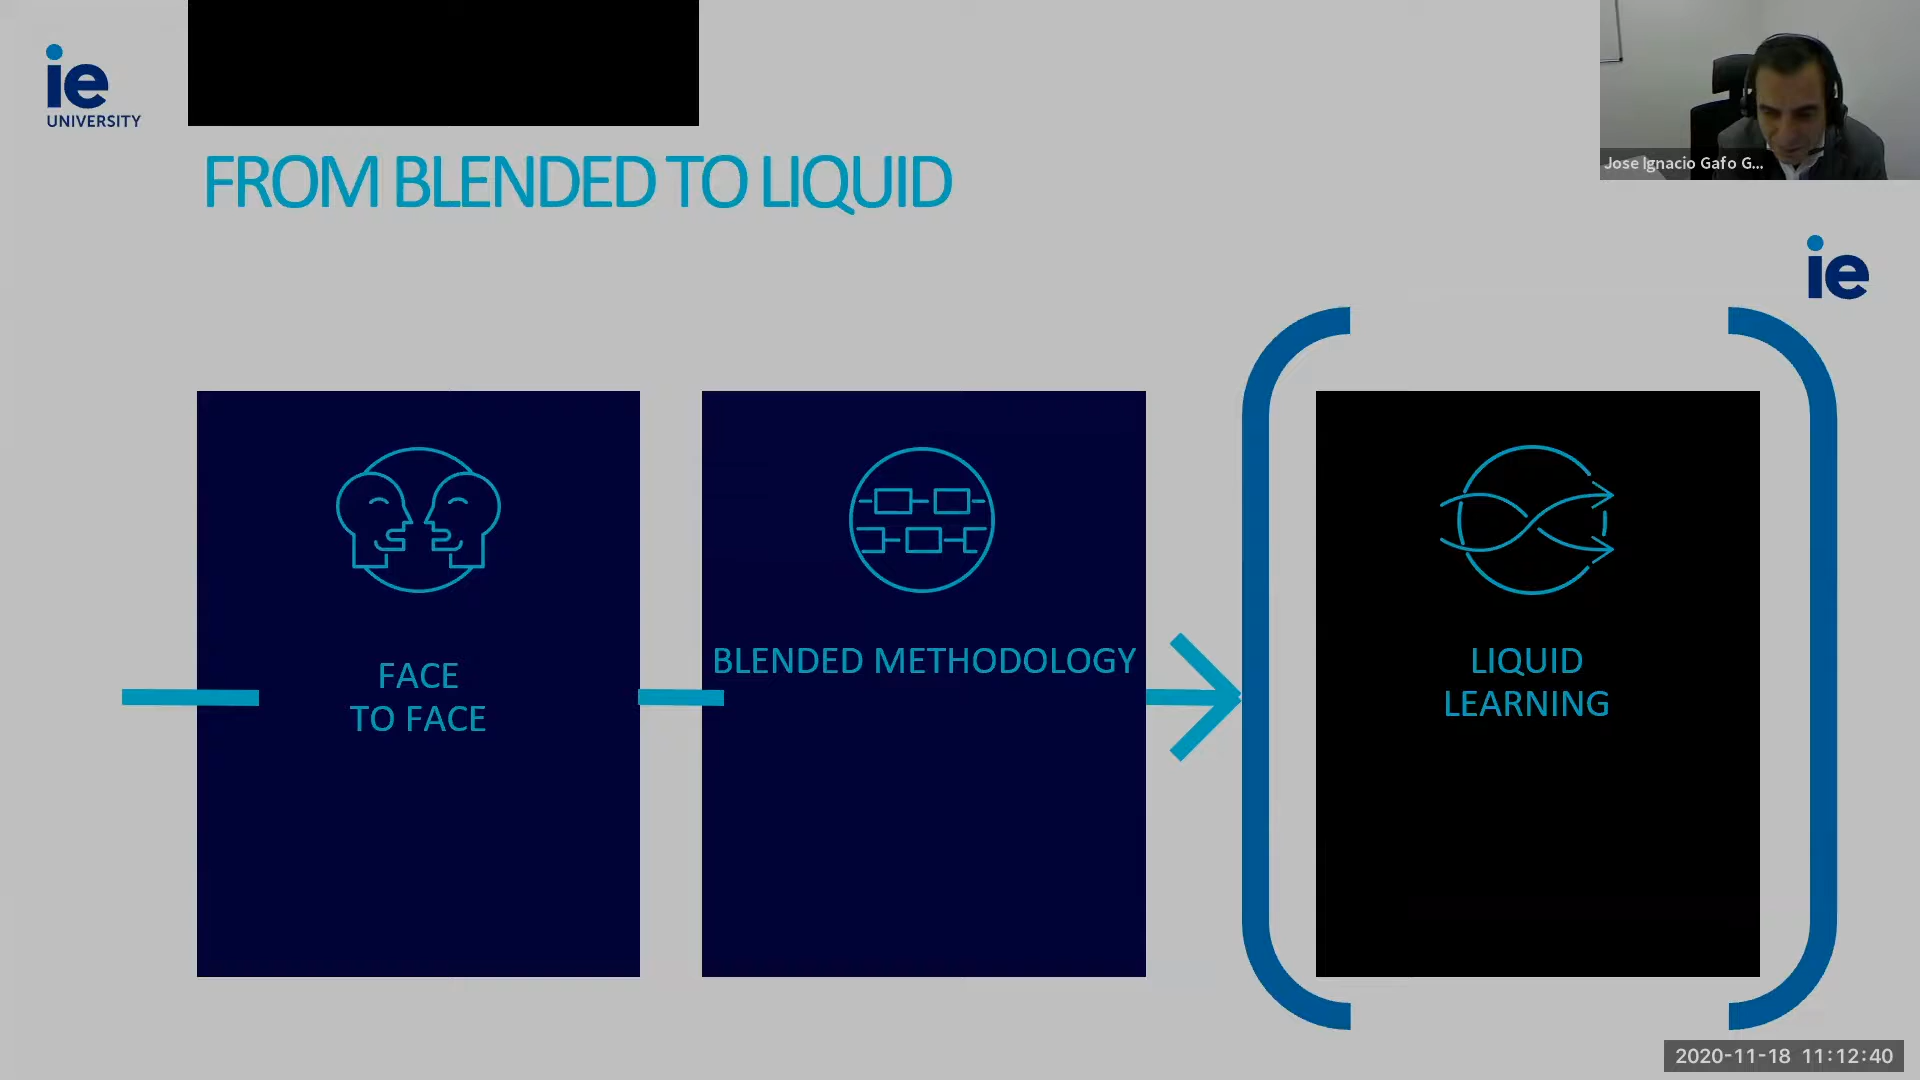 ie
UNIVERSITY
Jose Ignacio Gafo G...
FROM BLENDED TO LIQUID
ie
FACE
TO FACE
BLENDED METHODOLOGY
LIQUID
LEARNING
2020-11-18 11:12:40